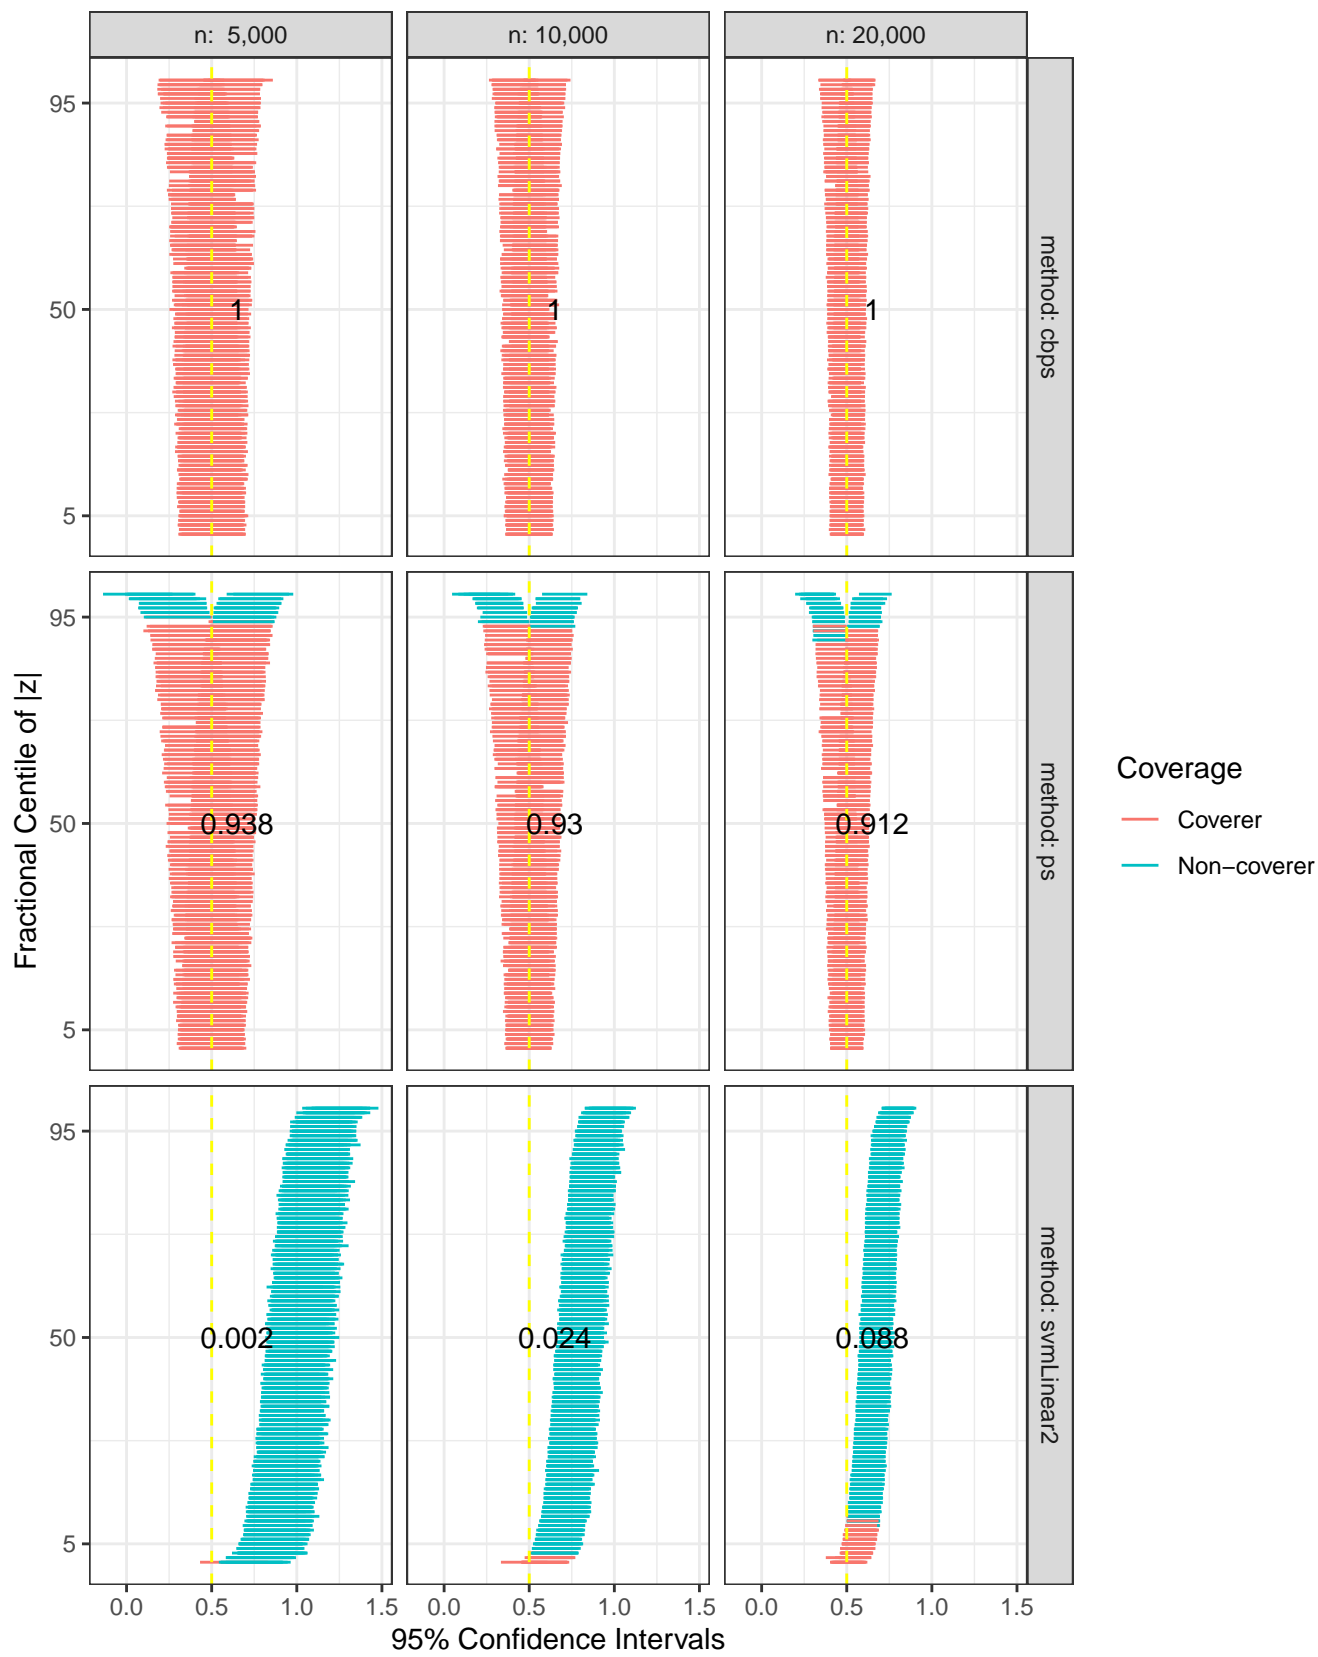 n:  5,000
n: 10,000
n: 20,000
95
50
5
1
1
1
method: cbps
95
50
5
0.938
0.93
0.912
method: ps
Fractional Centile of |z|
Coverage
Coverer
Non−coverer
95
50
5
0.002
0.024
0.088
method: svmLinear2
0.0 0.5 1.0 1.5
0.0 0.5 1.0 1.5
0.0 0.5 1.0 1.5
95% Confidence Intervals